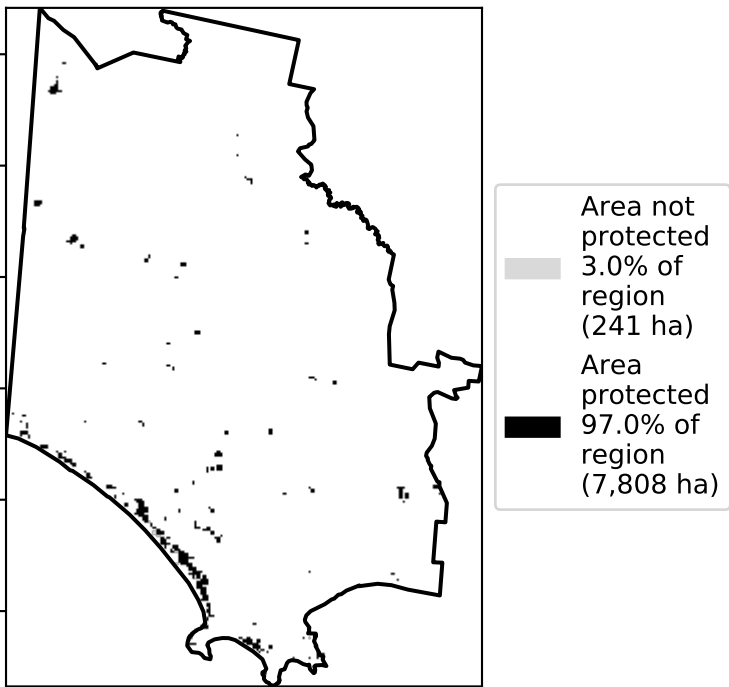 Area not
protected
3.0% of
region
(241 ha)
Area
protected
97.0% of
region
(7,808 ha)